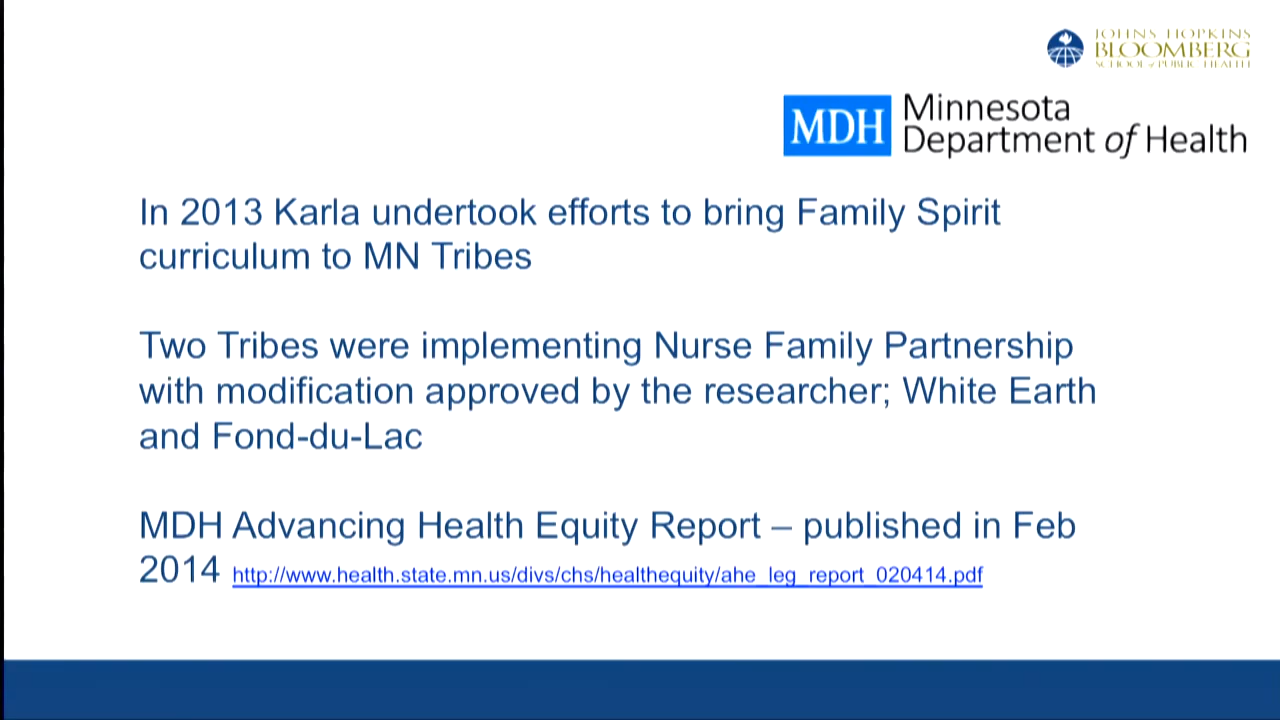 JOHNS HOPKINS
BLOOMBERG
SCHOOL of PUBLIC HEALTH
MDH Minnesota
Department of Health
In 2013 Karla undertook efforts to bring Family Spirit
curriculum to MN Tribes
Two Tribes were implementing Nurse Family Partnership
with modification approved by the researcher; White Earth
and Fond-du-Lac
MDH Advancing Health Equity Report – published in Feb
2014 http://www.health.state.mn.us/divs/chs/healthequity/ahe_leg_report_020414.pdf